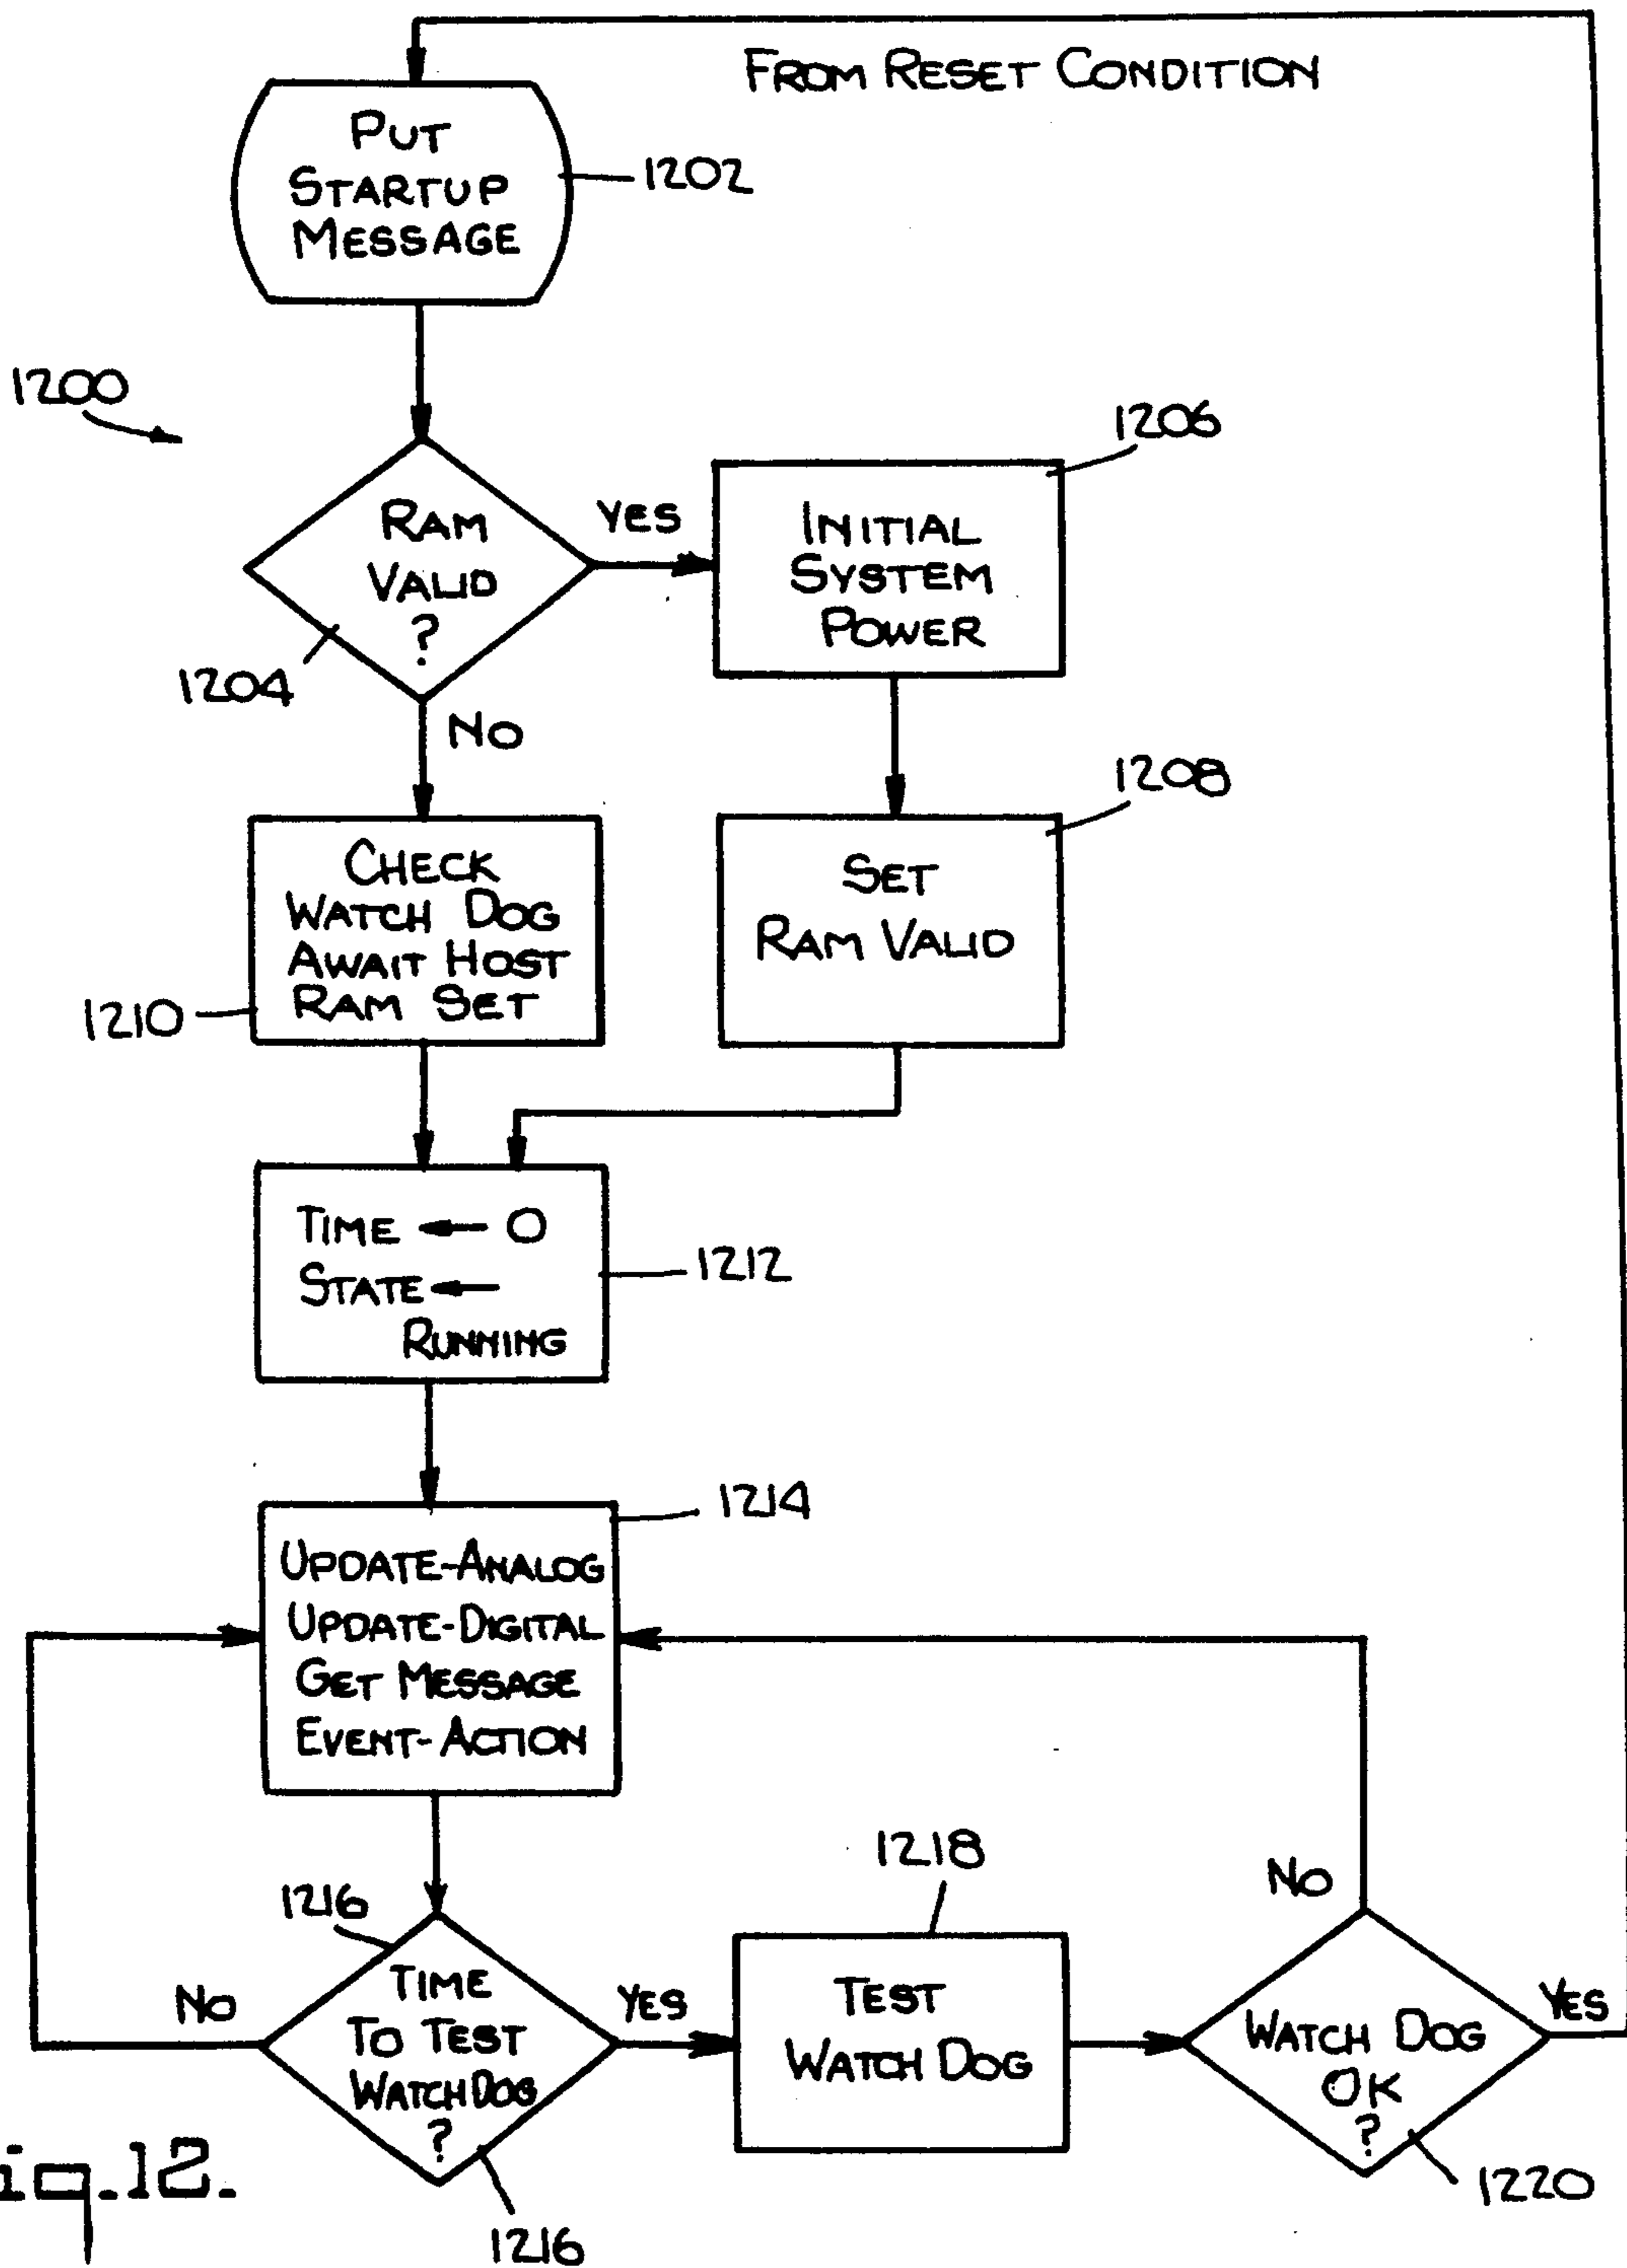 FROM RESET CONDITION
PUT
STARTUP
MESSAGE
1202
1200
RAM
VALID
?
1204
YES
NO
1206
INITIAL
SYSTEM
POWER
1208
SET
RAM VALID
CHECK
WATCH DOG
AWAIT HOST
RAM SET
1210
TIME ← O
STATE ←
RUNNING
1212
1214
UPDATE-ANALOG
UPDATE-DIGITAL
GET MESSAGE
EVENT-ACTION
1216
TIME
TO TEST
WATCHDOG
?
1216
NO
YES
1218
TEST
WATCH DOG
NO
YES
WATCH DOG
OK
?
1220
ig.12.